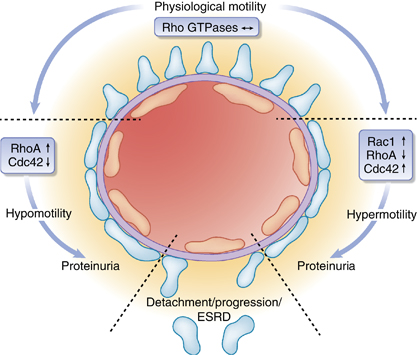 Physiological motility
Rho GTPases ↔
RhoA ↑
Cdc42 ↓
Hypomotility
Proteinuria
Rac1 ↑
RhoA ↓
Cdc42 ↑
Hypermotility
Proteinuria
Detachment/progression/
ESRD